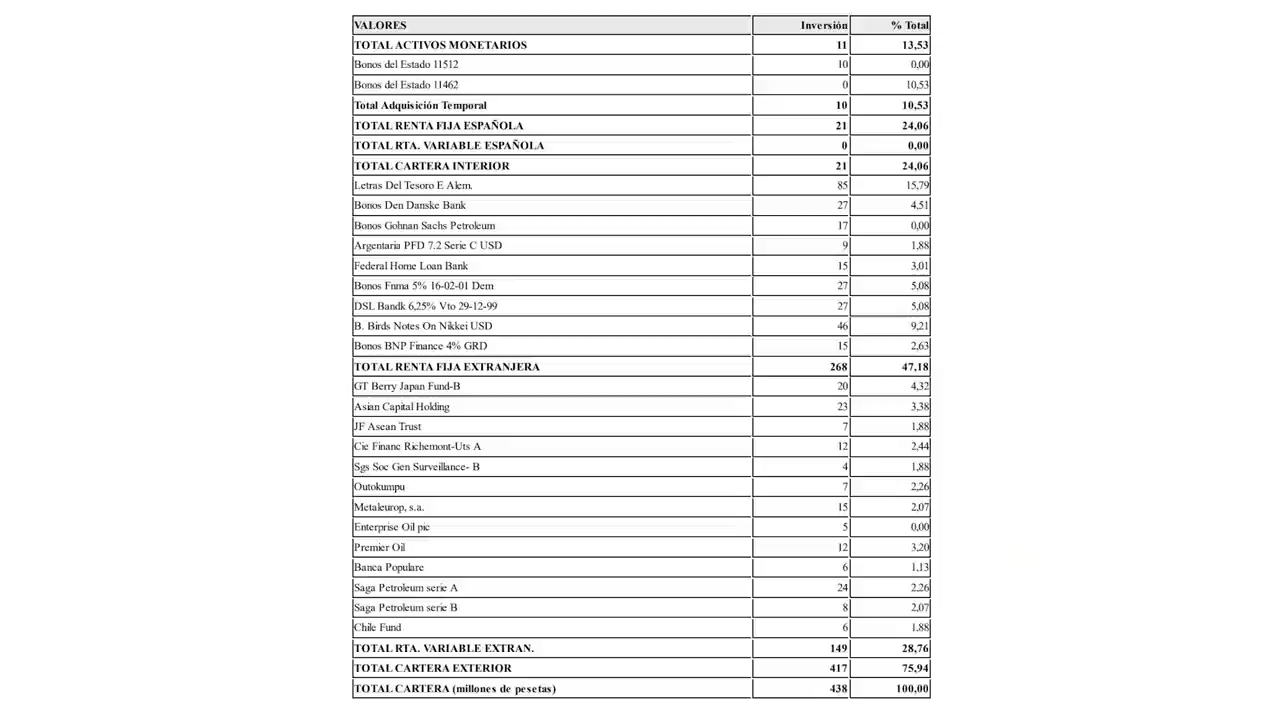 VALORES Inversión % Total
TOTAL ACTIVOS MONETARIOS 11 13,53
Bonos del Estado 11512 10 0,00
Bonos del Estado 11462 0 10,53
Total Adquisición Temporal 10 10,53
TOTAL RENTA FIJA ESPAÑOLA 21 24,06
TOTAL RTA. VARIABLE ESPAÑOLA 0 0,00
TOTAL CARTERA INTERIOR 21 24,06
Letras Del Tesoro E Alem. 85 15,79
Bonos Den Danske Bank 27 4,51
Bonos Gohnan Sachs Petroleum 17 0,00
Argentaria PFD 7.2 Serie C USD 9 1,88
Federal Home Loan Bank 15 3,01
Bonos Fnma 5% 16-02-01 Dem 27 5,08
DSL Bandk 6,25% Vto 29-12-99 27 5,08
B. Birds Notes On Nikkei USD 46 9,21
Bonos BNP Finance 4% GRD 15 2,63
TOTAL RENTA FIJA EXTRANJERA 268 47,18
GT Berry Japan Fund-B 20 4,32
Asian Capital Holding 23 3,38
JF Asean Trust 7 1,88
Cie Financ Richemont-Uts A 12 2,44
Sgs Soc Gen Surveillance- B 4 1,88
Outokumpu 7 2,26
Metaleurop, s.a. 15 2,07
Enterprise Oil pic 5 0,00
Premier Oil 12 3,20
Banca Populare 6 1,13
Saga Petroleum serie A 24 2,26
Saga Petroleum serie B 8 2,07
Chile Fund 6 1,88
TOTAL RTA. VARIABLE EXTRAN. 149 28,76
TOTAL CARTERA EXTERIOR 417 75,94
TOTAL CARTERA (millones de pesetas) 438 100,00